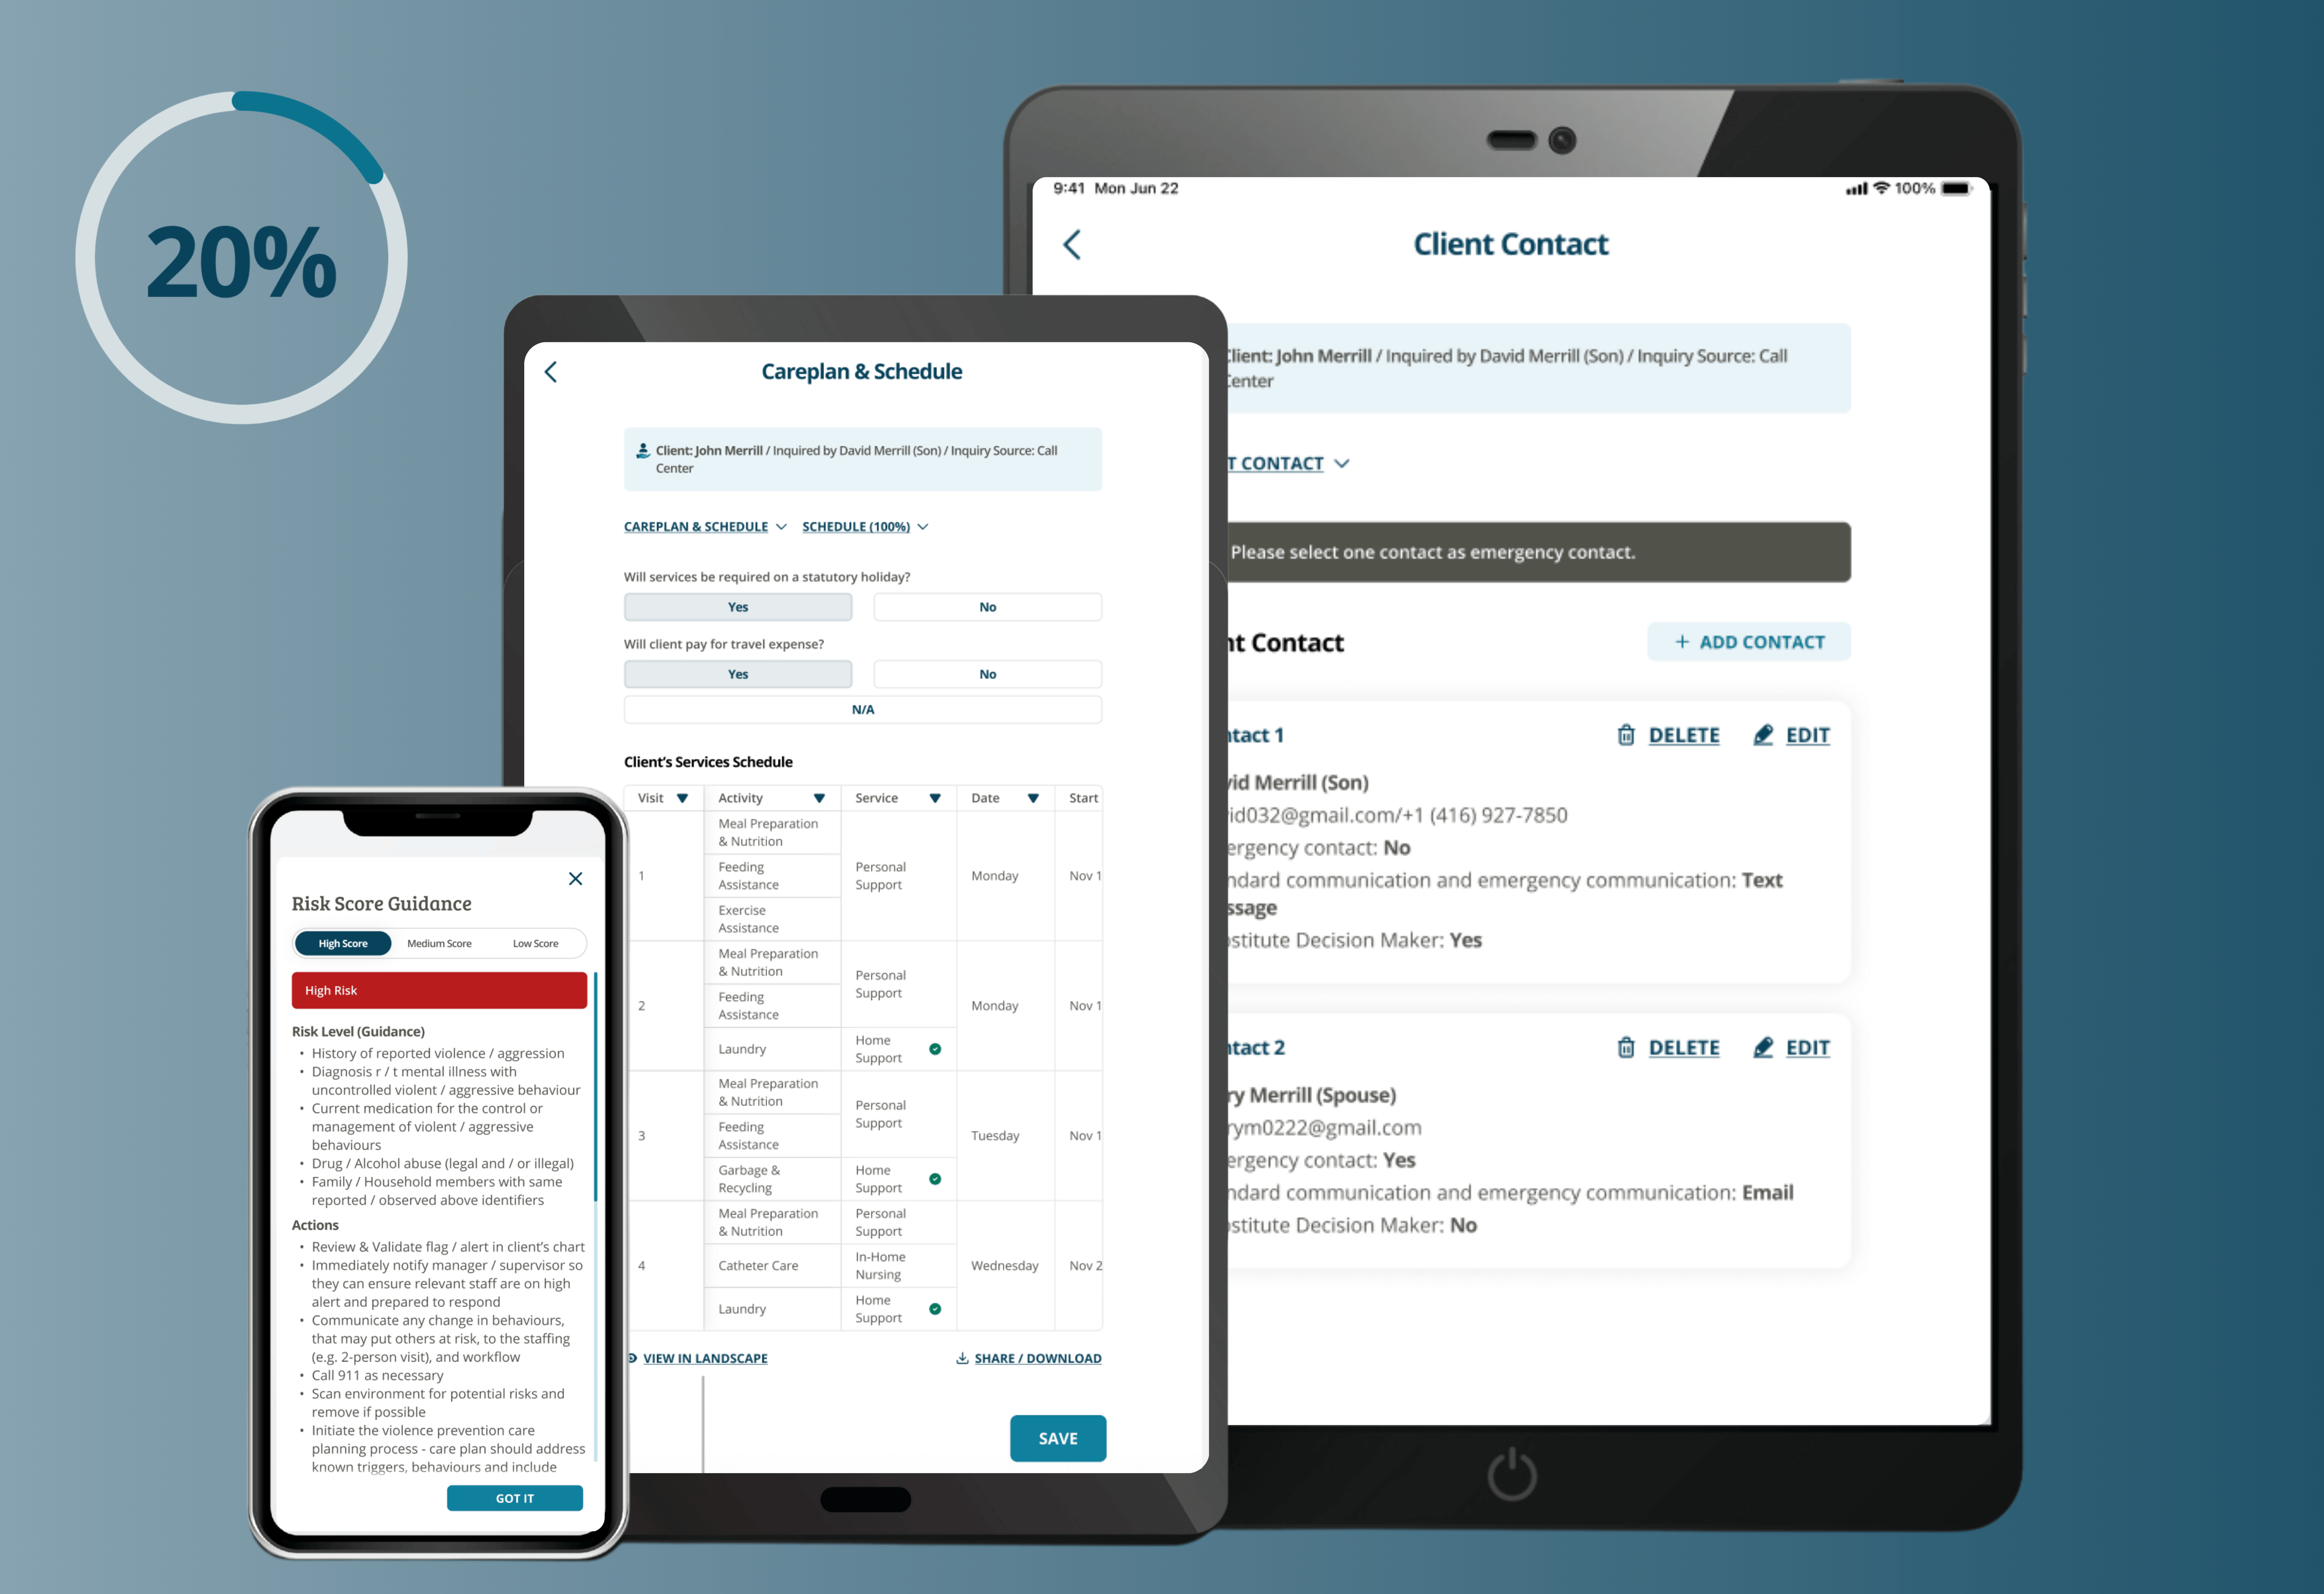 20%
9:41 Mon Jun 22
100%
Client Contact
Client: John Merrill / Inquired by David Merrill (Son) / Inquiry Source: Call
Center
T CONTACT
Please select one contact as emergency contact.
nt Contact
+ ADD CONTACT
ntact 1
DELETE
EDIT
vid Merrill (Son)
vid032@gmail.com/+1 (416) 927-7850
ergency contact: No
ndard communication and emergency communication: Text
ssage
stitute Decision Maker: Yes
ntact 2
DELETE
EDIT
ry Merrill (Spouse)
rym0222@gmail.com
ergency contact: Yes
ndard communication and emergency communication: Email
stitute Decision Maker: No
Careplan & Schedule
Client: John Merrill / Inquired by David Merrill (Son) / Inquiry Source: Call
Center
CAREPLAN & SCHEDULE
SCHEDULE (100%)
Will services be required on a statutory holiday?
Yes
No
Will client pay for travel expense?
Yes
No
N/A
Client's Services Schedule
Visit
Activity
Service
Date
Start
1
Meal Preparation
& Nutrition
Feeding
Assistance
Exercise
Assistance
Personal
Support
Monday
Nov 1
2
Meal Preparation
& Nutrition
Feeding
Assistance
Personal
Support
Laundry
Home
Support
Monday
Nov 1
3
Meal Preparation
& Nutrition
Feeding
Assistance
Personal
Support
Garbage &
Recycling
Home
Support
Tuesday
Nov 1
4
Meal Preparation
& Nutrition
Personal
Support
Catheter Care
In-Home
Nursing
Laundry
Home
Support
Wednesday
Nov 2
VIEW IN LANDSCAPE
SHARE / DOWNLOAD
SAVE
Risk Score Guidance
High Score
Medium Score
Low Score
High Risk
Risk Level (Guidance)
• History of reported violence / aggression
• Diagnosis r / t mental illness with
uncontrolled violent / aggressive behaviour
• Current medication for the control or
management of violent / aggressive
behaviours
• Drug / Alcohol abuse (legal and / or illegal)
• Family / Household members with same
reported / observed above identifiers
Actions
• Review & Validate flag / alert in client's chart
• Immediately notify manager / supervisor so
they can ensure relevant staff are on high
alert and prepared to respond
• Communicate any change in behaviours,
that may put others at risk, to the staffing
(e.g. 2-person visit), and workflow
• Call 911 as necessary
• Scan environment for potential risks and
remove if possible
• Initiate the violence prevention care
planning process - care plan should address
known triggers, behaviours and include
GOT IT